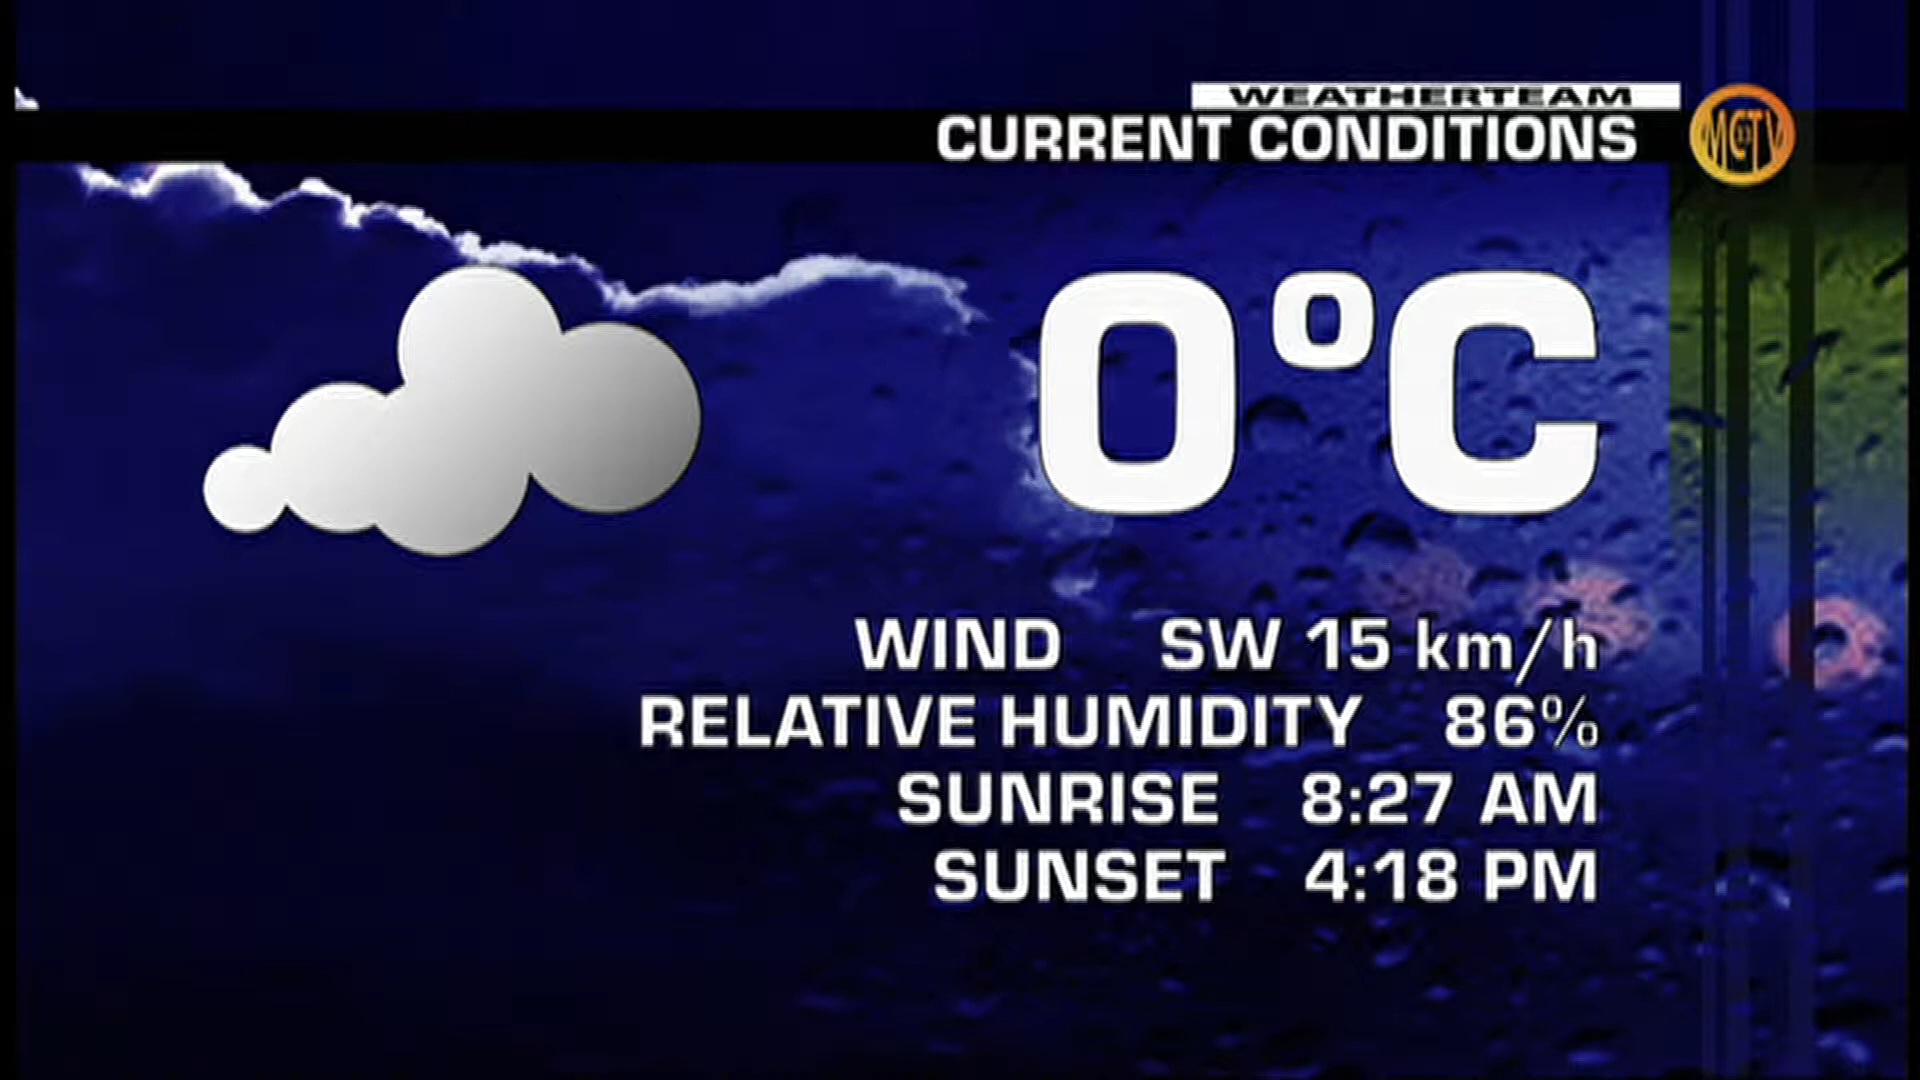 WEATHERTEAM
CURRENT CONDITIONS
MCTV
0°C
WIND SW 15 km/h
RELATIVE HUMIDITY 86%
SUNRISE 8:27 AM
SUNSET 4:18 PM